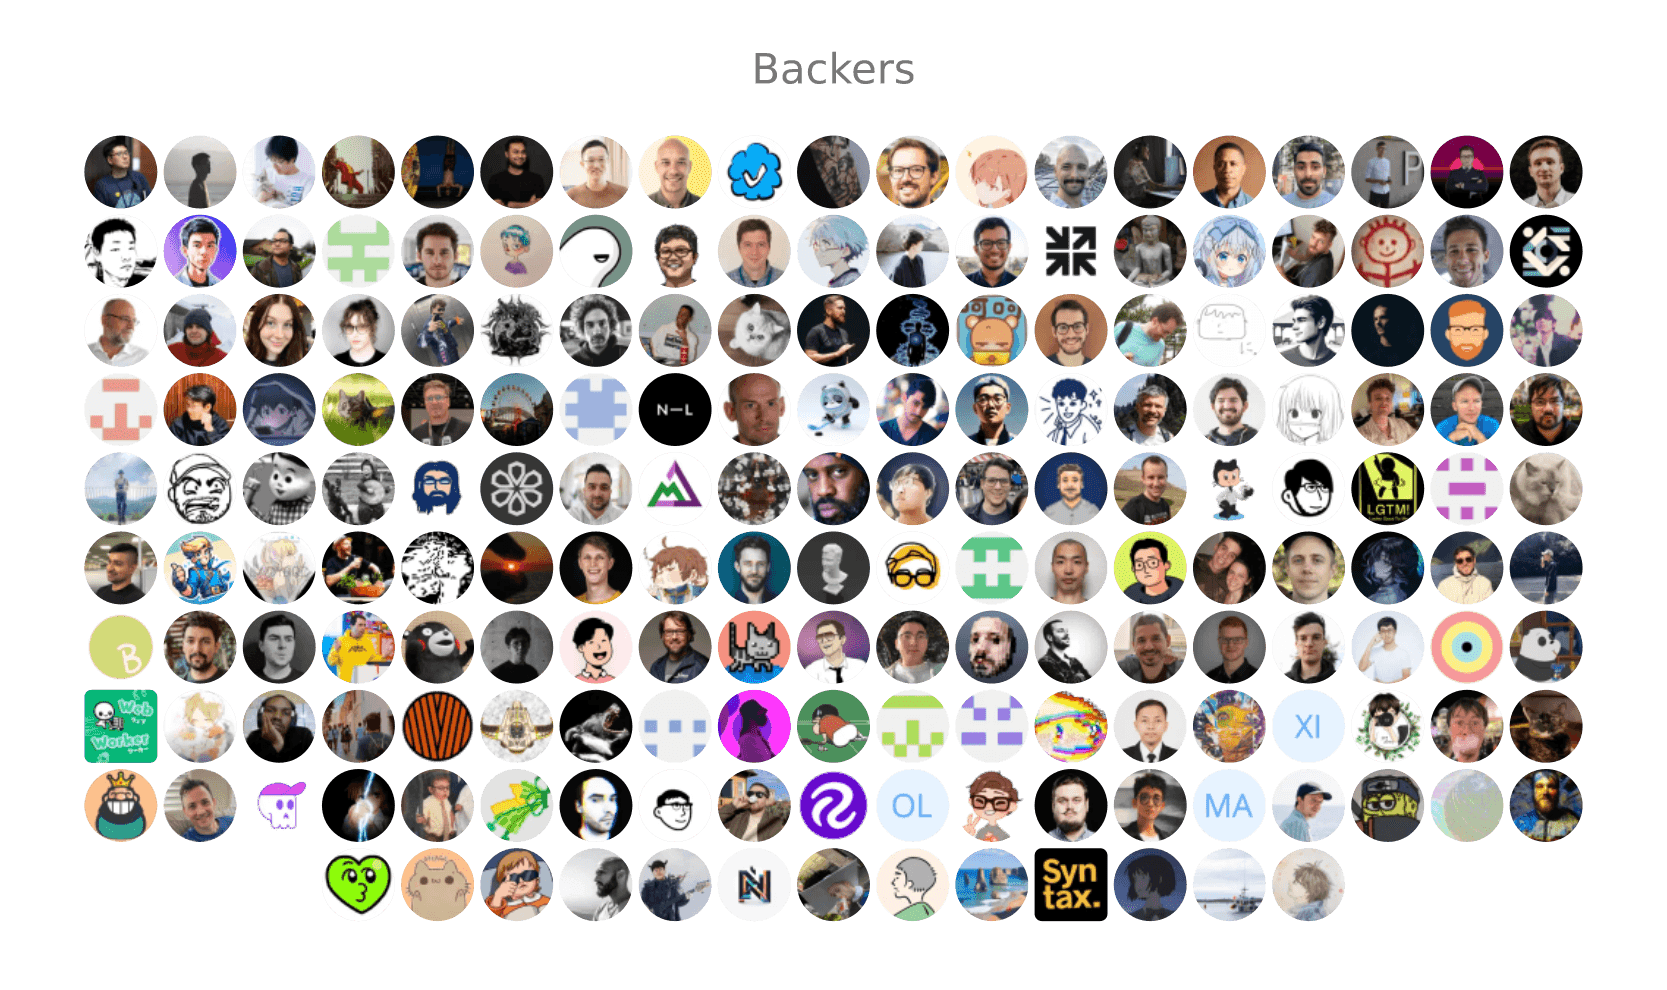 Backers
P
N—L
LGTM!
B
Web
Worker
XI
OL
MA
N
Syn
tax.